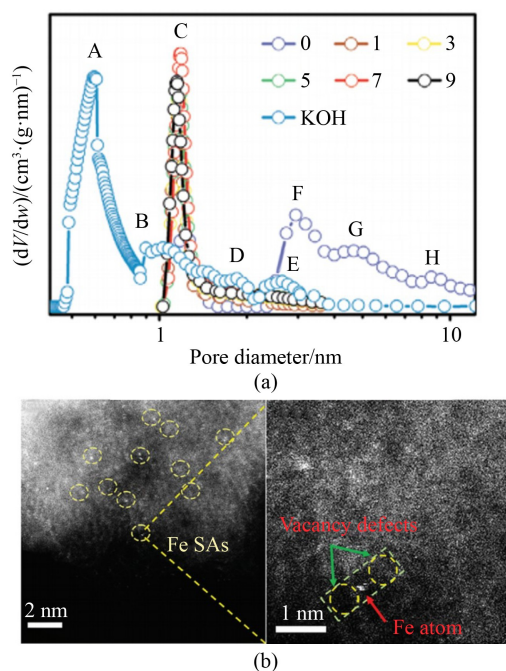 (a)
A
C
0
1
3
5
7
9
KOH
B
D
E
F
G
H
(dV/dw)/(cm³·(g·nm)⁻¹)
1
10
Pore diameter/nm
(a)
Fe SAs
2 nm
Vacancy defects
Fe atom
1 nm
(b)